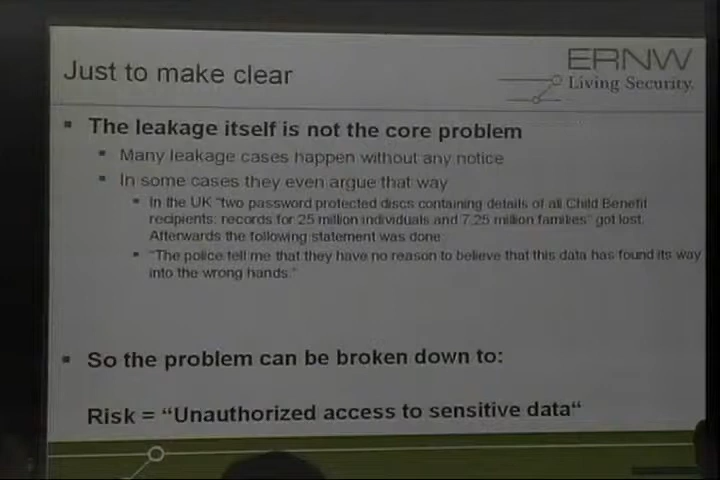 Just to make clear
ERNW
Living Security.
The leakage itself is not the core problem
Many leakage cases happen without any notice
In some cases they even argue that way
In the UK "two password protected discs containing details of all Child Benefit
recipients: records for 25 million individuals and 7.25 million families" got lost.
Afterwards the following statement was done:
"The police tell me that they have no reason to believe that this data has found its way
into the wrong hands."
So the problem can be broken down to:
Risk = "Unauthorized access to sensitive data"